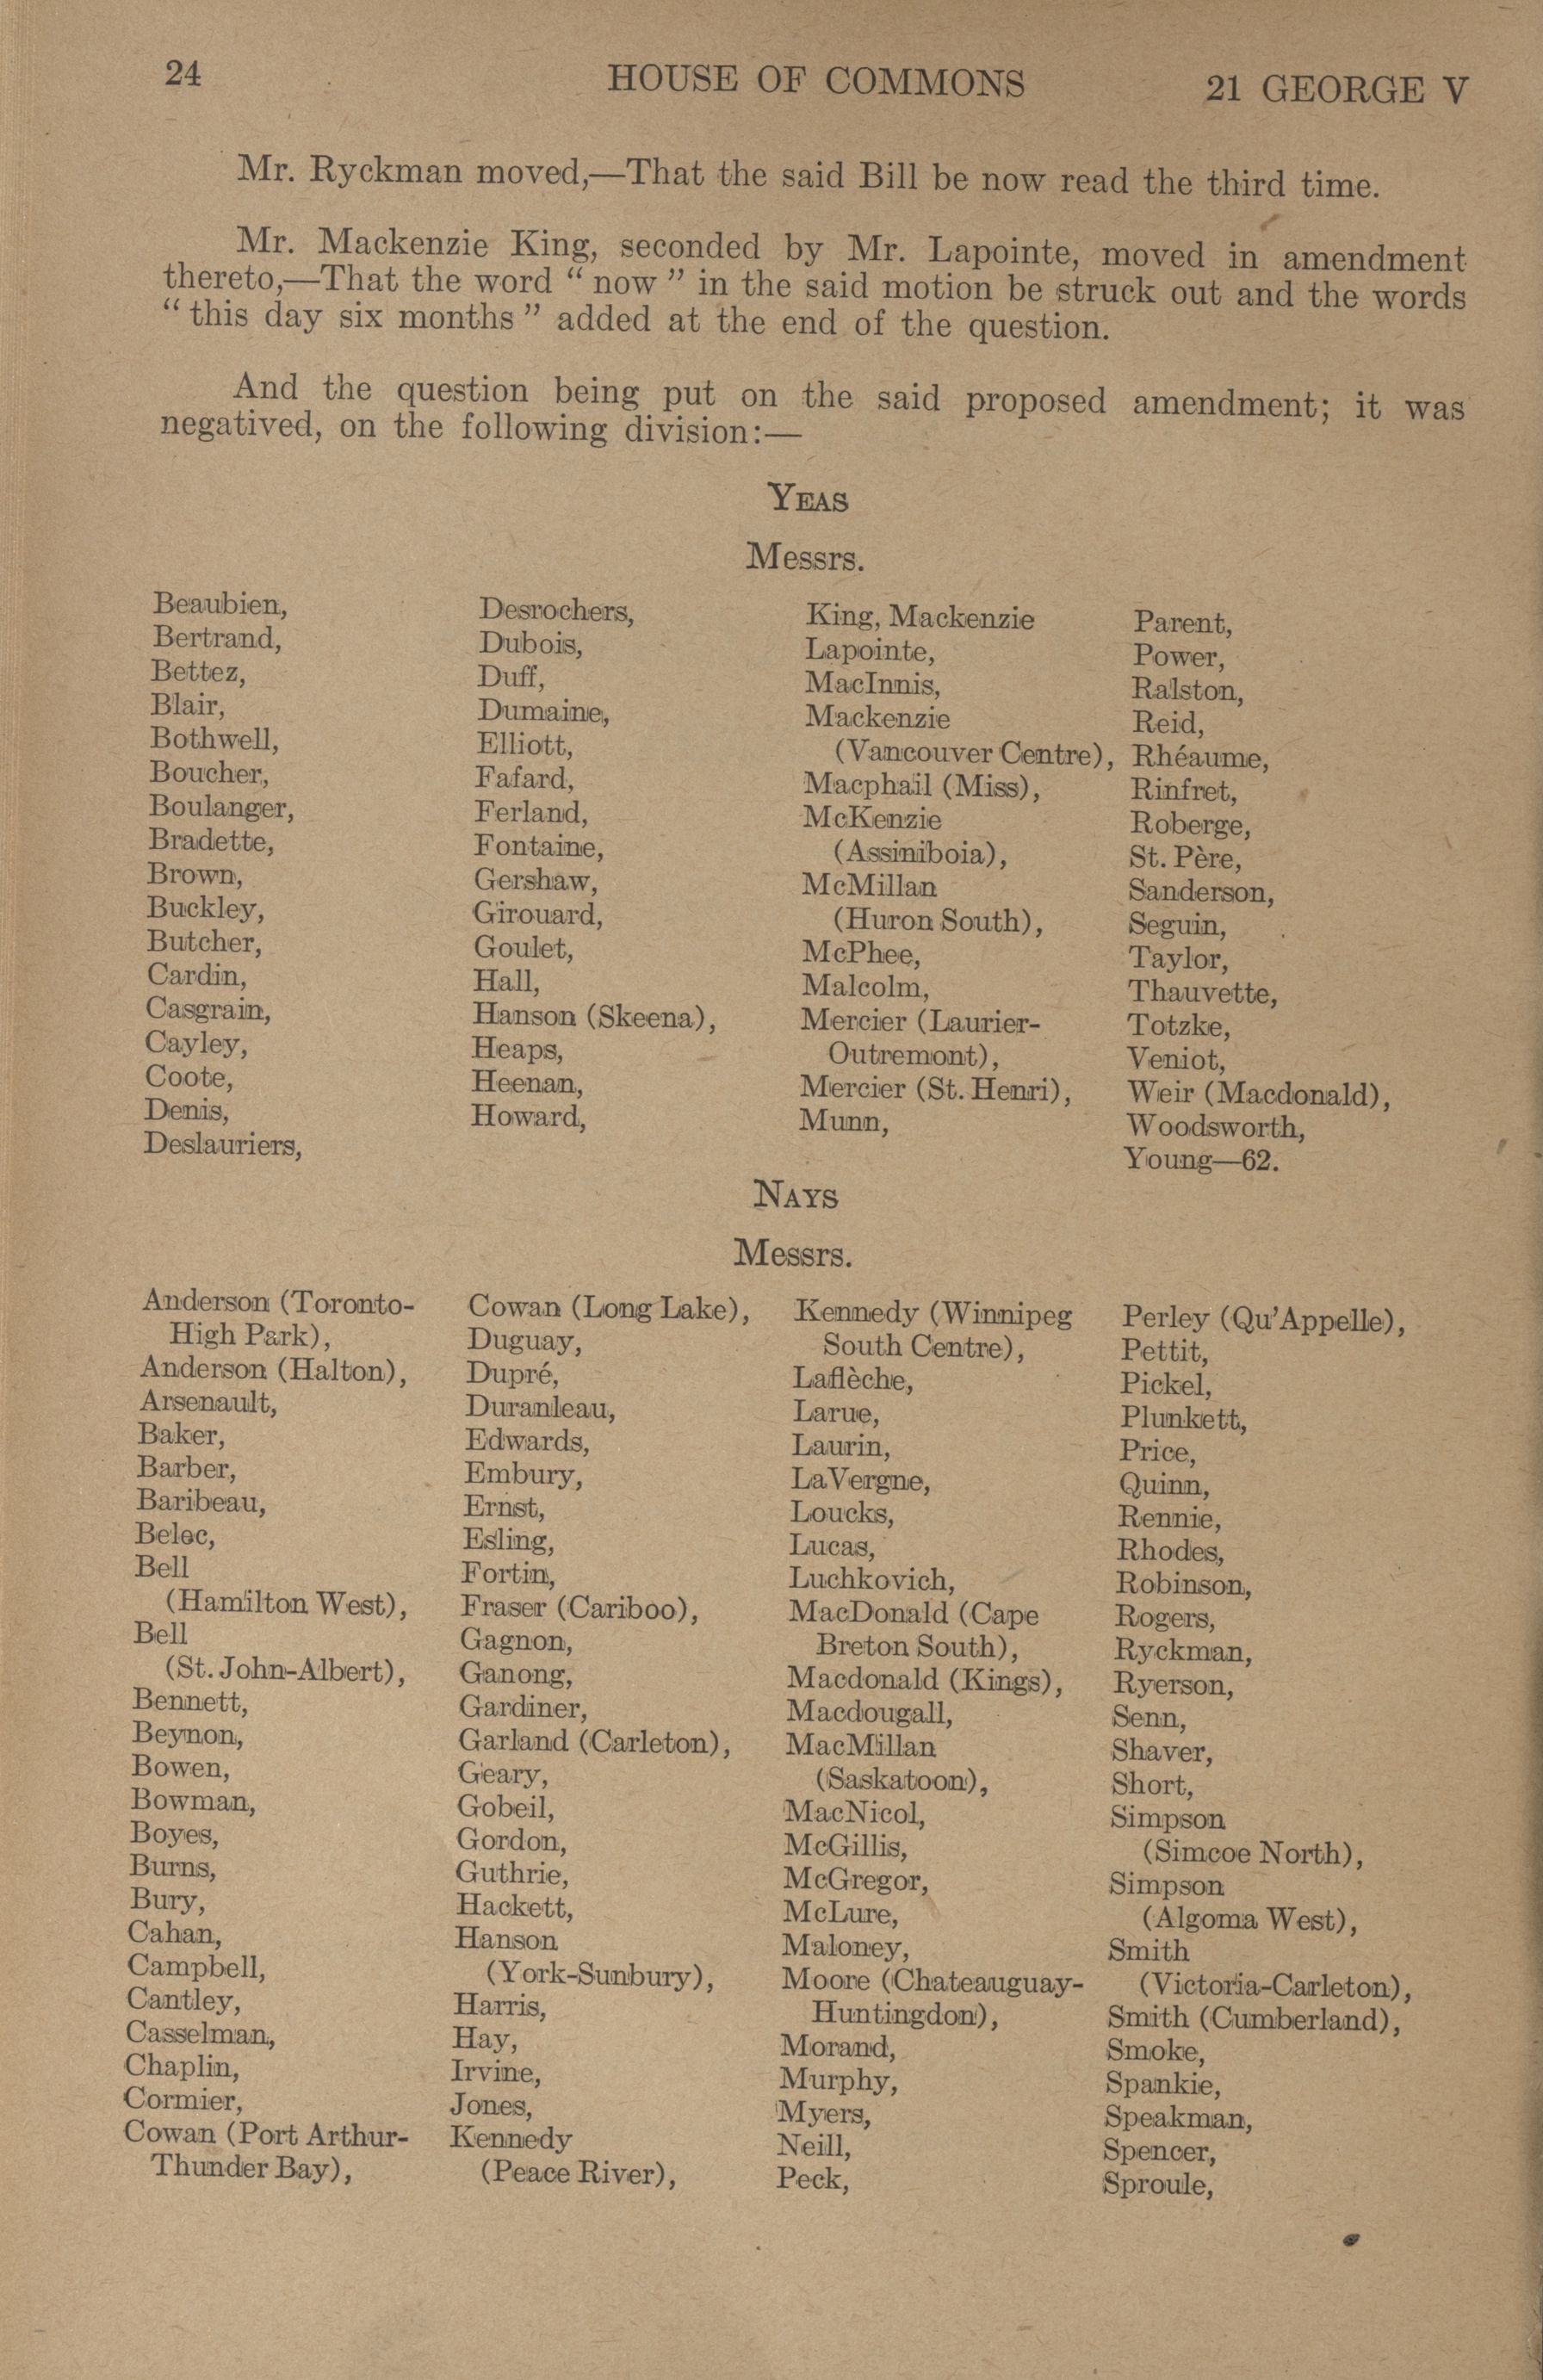 24
HOUSE OF COMMONS
21 GEORGE V
Mr. Ryckman moved,—That the said Bill be now read the third time.
Mr. Mackenzie King, seconded by Mr. Lapointe, moved in amendment
thereto,—That the word " now " in the said motion be struck out and the words
" this day six months " added at the end of the question.
And the question being put on the said proposed amendment; it was
negatived, on the following division:—
YEAS
Messrs.
Beaubien,
Bertrand,
Bettez,
Blair,
Bothwell,
Boucher,
Boulanger,
Bradette,
Brown,
Buckley,
Butcher,
Cardin,
Casgrain,
Cayley,
Coote,
Denis,
Deslauriers,
Desrochers,
Dubois,
Duff,
Dumaine,
Elliott,
Fafard,
Ferland,
Fontaine,
Gershaw,
Girouard,
Goulet,
Hall,
Hanson (Skeena),
Heaps,
Heenan,
Howard,
King, Mackenzie
Lapointe,
MacInnis,
Mackenzie
(Vancouver Centre),
Macphail (Miss),
McKenzie
(Assiniboia),
McMillan
(Huron South),
McPhee,
Malcolm,
Mercier (Laurier-
Outremont),
Mercier (St. Henri),
Munn,
Parent,
Power,
Ralston,
Reid,
Rhéaume,
Rinfret,
Roberge,
St. Père,
Sanderson,
Seguin,
Taylor,
Thauvette,
Totzke,
Veniot,
Weir (Macdonald),
Woodsworth,
Young—62.
NAYS
Messrs.
Anderson (Toronto-
High Park),
Anderson (Halton),
Arsenault,
Baker,
Barber,
Baribeau,
Belec,
Bell
(Hamilton West),
Bell
(St. John-Albert),
Bennett,
Beynon,
Bowen,
Bowman,
Boyes,
Burns,
Bury,
Cahan,
Campbell,
Cantley,
Casselman,
Chaplin,
Cormier,
Cowan (Port Arthur-
Thunder Bay),
Cowan (Long Lake),
Duguay,
Dupré,
Duranleau,
Edwards,
Embury,
Ernst,
Esling,
Fortin,
Fraser (Cariboo),
Gagnon,
Ganong,
Gardiner,
Garland (Carleton),
Geary,
Gobeil,
Gordon,
Guthrie,
Hackett,
Hanson
(York-Sunbury),
Harris,
Hay,
Irvine,
Jones,
Kennedy
(Peace River),
Kennedy (Winnipeg
South Centre),
Laflèche,
Larue,
Laurin,
LaVergne,
Loucks,
Lucas,
Luchkovich,
MacDonald (Cape
Breton South),
Macdonald (Kings),
Macdougall,
MacMillan
(Saskatoon),
MacNicol,
McGillis,
McGregor,
McLure,
Maloney,
Moore (Chateauguay-
Huntingdon),
Morand,
Murphy,
Myers,
Neill,
Peck,
Perley (Qu'Appelle),
Pettit,
Pickel,
Plunkett,
Price,
Quinn,
Rennie,
Rhodes,
Robinson,
Rogers,
Ryckman,
Ryerson,
Senn,
Shaver,
Short,
Simpson
(Simcoe North),
Simpson
(Algoma West),
Smith
(Victoria-Carleton),
Smith (Cumberland),
Smoke,
Spankie,
Speakman,
Spencer,
Sproule,